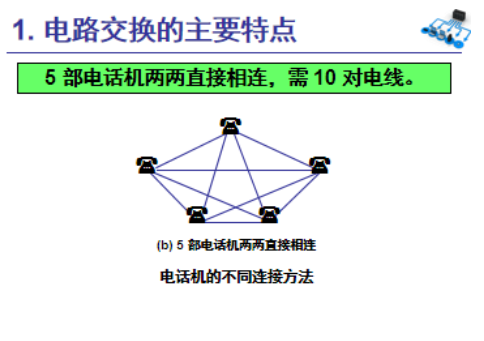 1. 电路交换的主要特点
5 部电话机两两直接相连，需 10 对电线。
(b) 5 部电话机两两直接相连
电话机的不同连接方法